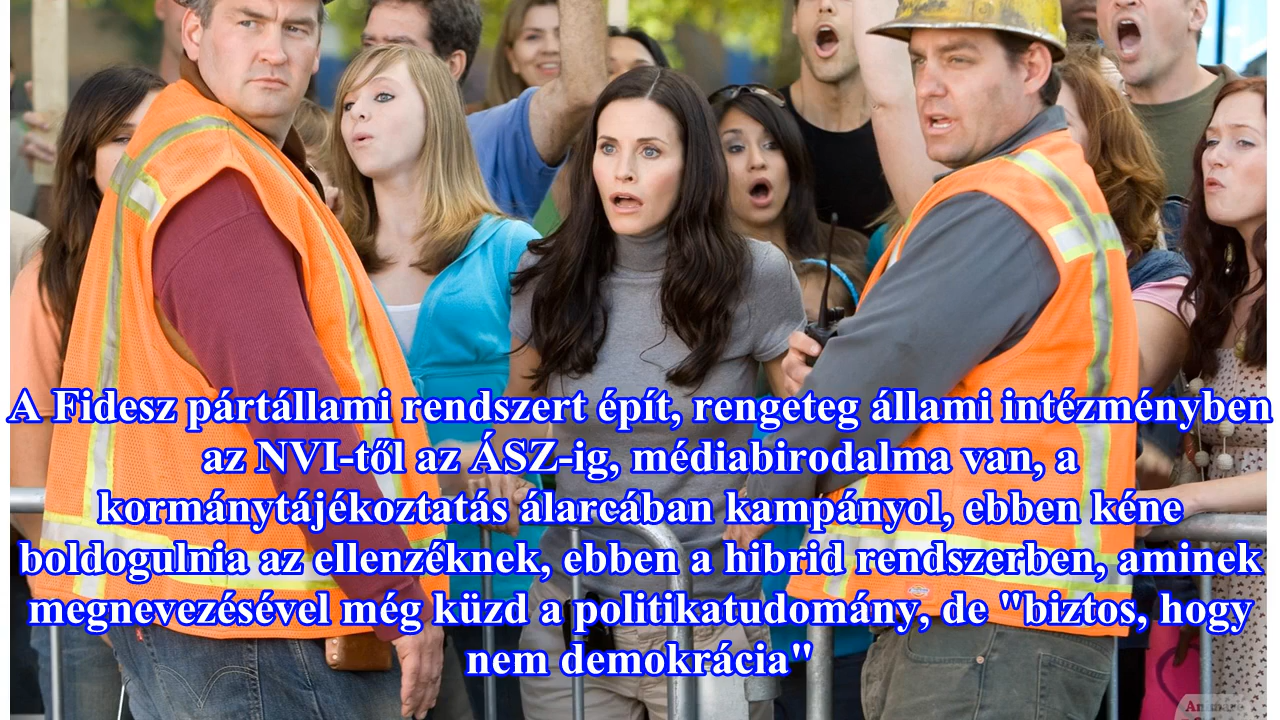 A Fidesz pártállami rendszert épít, rengeteg állami intézményben
az NVI-től az ÁSZ-ig, médiabirodalma van, a
kormánytájékoztatás álarcában kampányol, ebben kéne
boldogulnia az ellenzéknek, ebben a hibrid rendszerben, aminek
megnevezésével még küzd a politikatudomány, de "biztos, hogy
nem demokrácia"